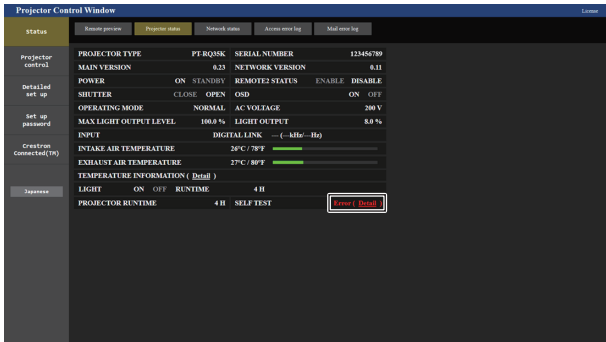 Projector Control Window
License
Status
Remote preview
Projector status
Network status
Access error log
Mail error log
Projector
control
Detailed
set up
Set up
password
Crestron
Connected(TM)
Japanese
PROJECTOR TYPE PT-RQ35K SERIAL NUMBER 123456789
MAIN VERSION 0.23 NETWORK VERSION 0.11
POWER ON STANDBY REMOTE2 STATUS ENABLE DISABLE
SHUTTER CLOSE OPEN OSD ON OFF
OPERATING MODE NORMAL AC VOLTAGE 200 V
MAX LIGHT OUTPUT LEVEL 100.0 % LIGHT OUTPUT 8.0 %
INPUT DIGITAL LINK --- (---kHz/---Hz)
INTAKE AIR TEMPERATURE 26°C / 78°F
EXHAUST AIR TEMPERATURE 27°C / 80°F
TEMPERATURE INFORMATION ( Detail )
LIGHT ON OFF RUNTIME 4 H
PROJECTOR RUNTIME 4 H SELF TEST Error ( Detail )